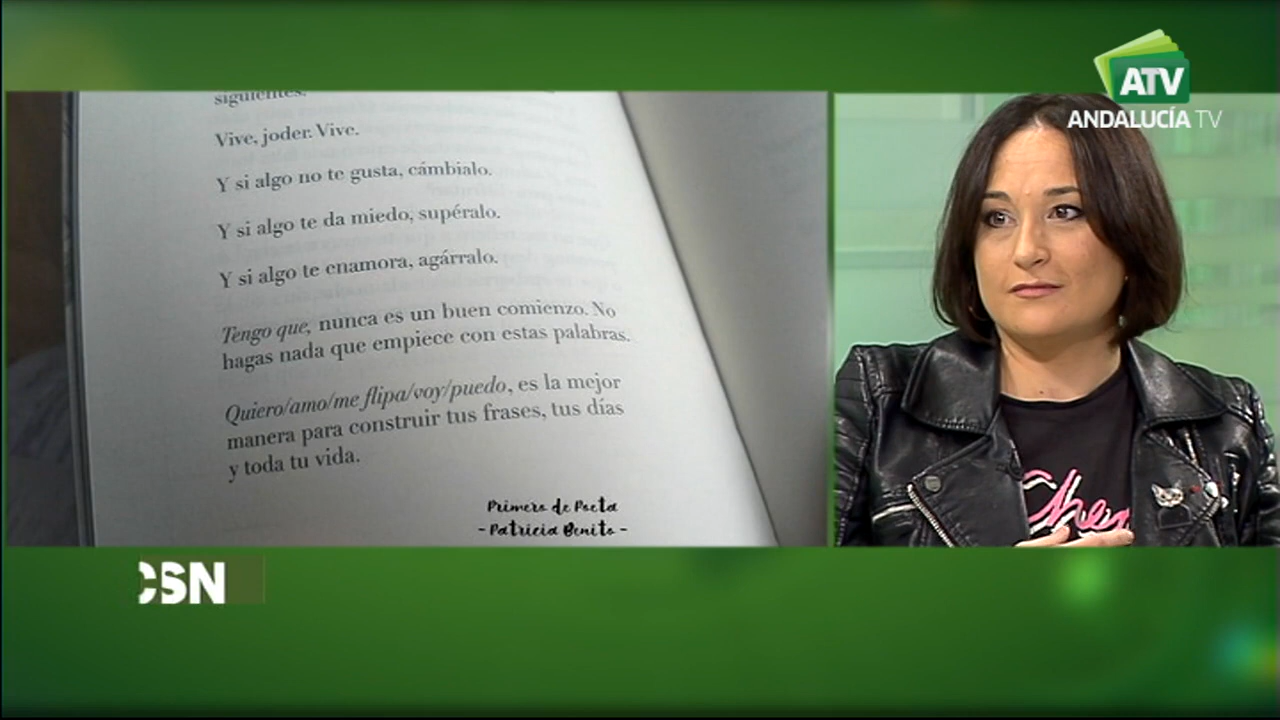 siguientes.
Vive, joder. Vive.
Y si algo no te gusta, cámbialo.
Y si algo te da miedo, supéralo.
Y si algo te enamora, agárralo.
Tengo que, nunca es un buen comienzo. No
hagas nada que empiece con estas palabras.
Quiero/amo/me flipa/voy/puedo, es la mejor
manera para construir tus frases, tus días
y toda tu vida.
Primero de Poeta
- Patricia Benito -
ATV
ANDALUCÍA TV
Cher
CSN